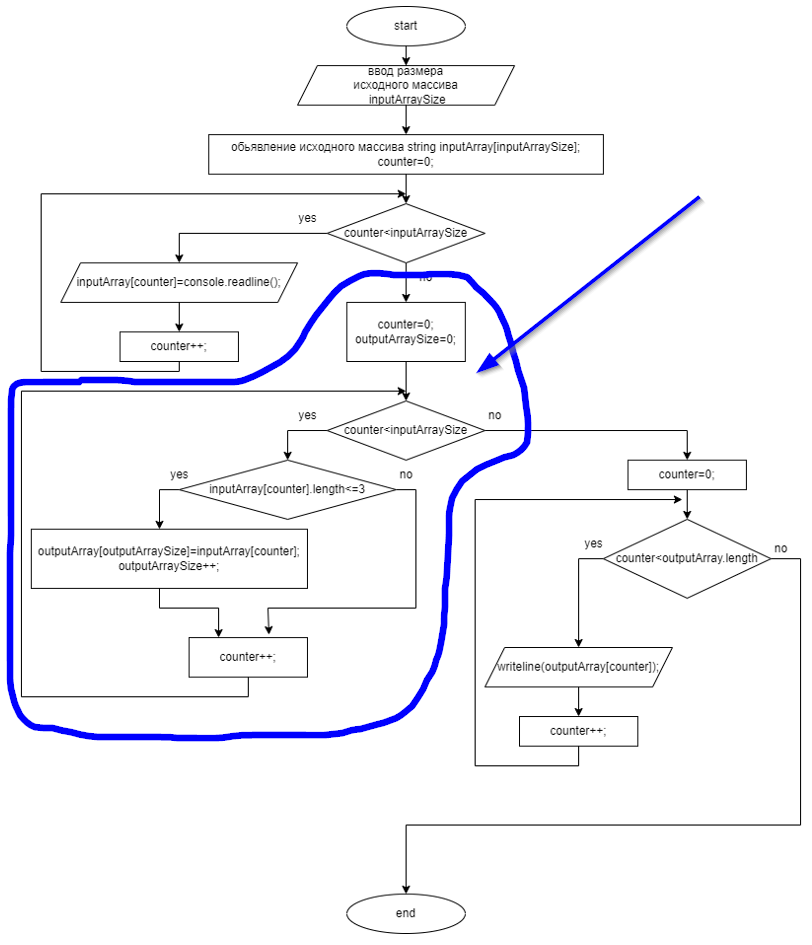 start
ввод размера
исходного массива
inputArraySize
обьявление исходного массива string inputArray[inputArraySize];
counter=0;
yes
counter<inputArraySize
inputArray[counter]=console.readline();
no
counter++;
counter=0;
outputArraySize=0;
yes
counter<inputArraySize
no
yes
inputArray[counter].length<=3
no
counter=0;
outputArray[outputArraySize]=inputArray[counter];
outputArraySize++;
yes
counter<outputArray.length
no
counter++;
writeline(outputArray[counter]);
counter++;
end